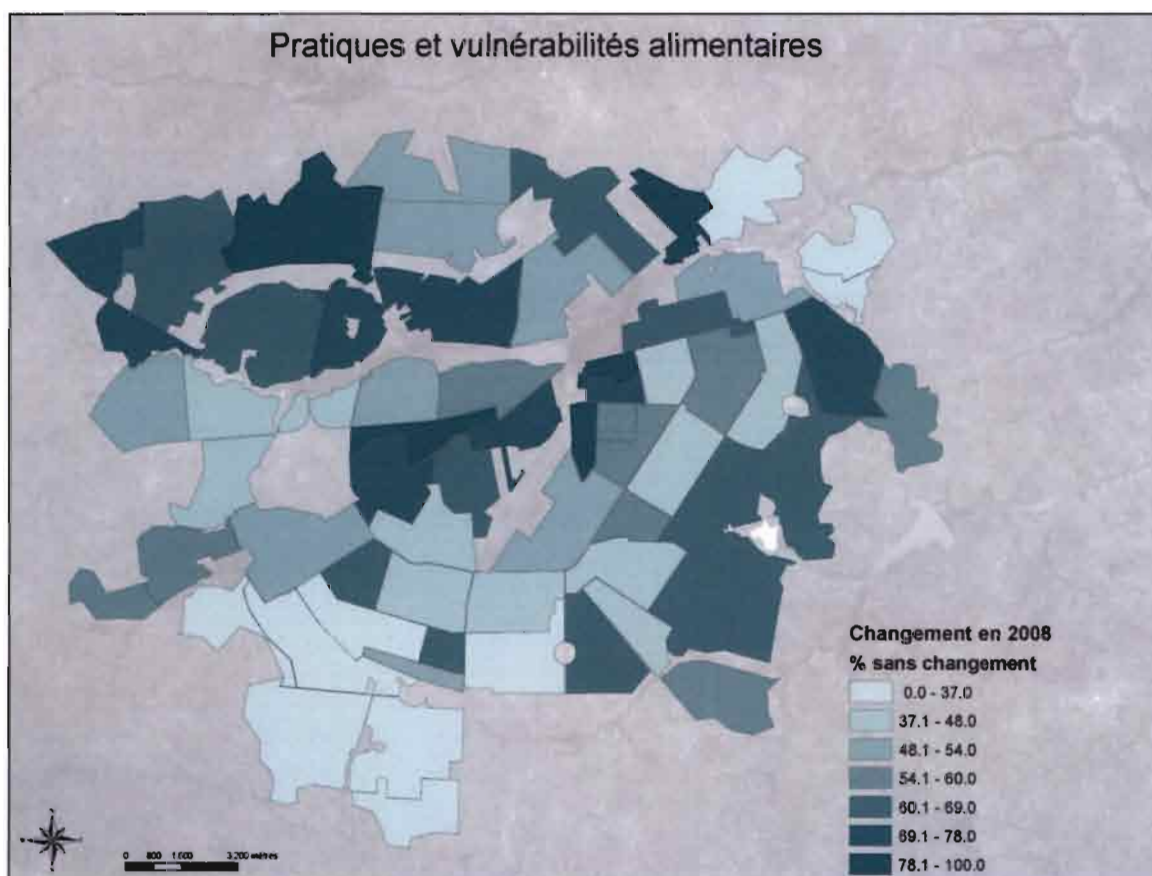 Pratiques et vulnérabilités alimentaires
Changement en 2008
% sans changement
0.0 - 37.0
37.1 - 48.0
48.1 - 54.0
54.1 - 60.0
60.1 - 69.0
69.1 - 78.0
78.1 - 100.0
0 800 1.600 3.200 mètres